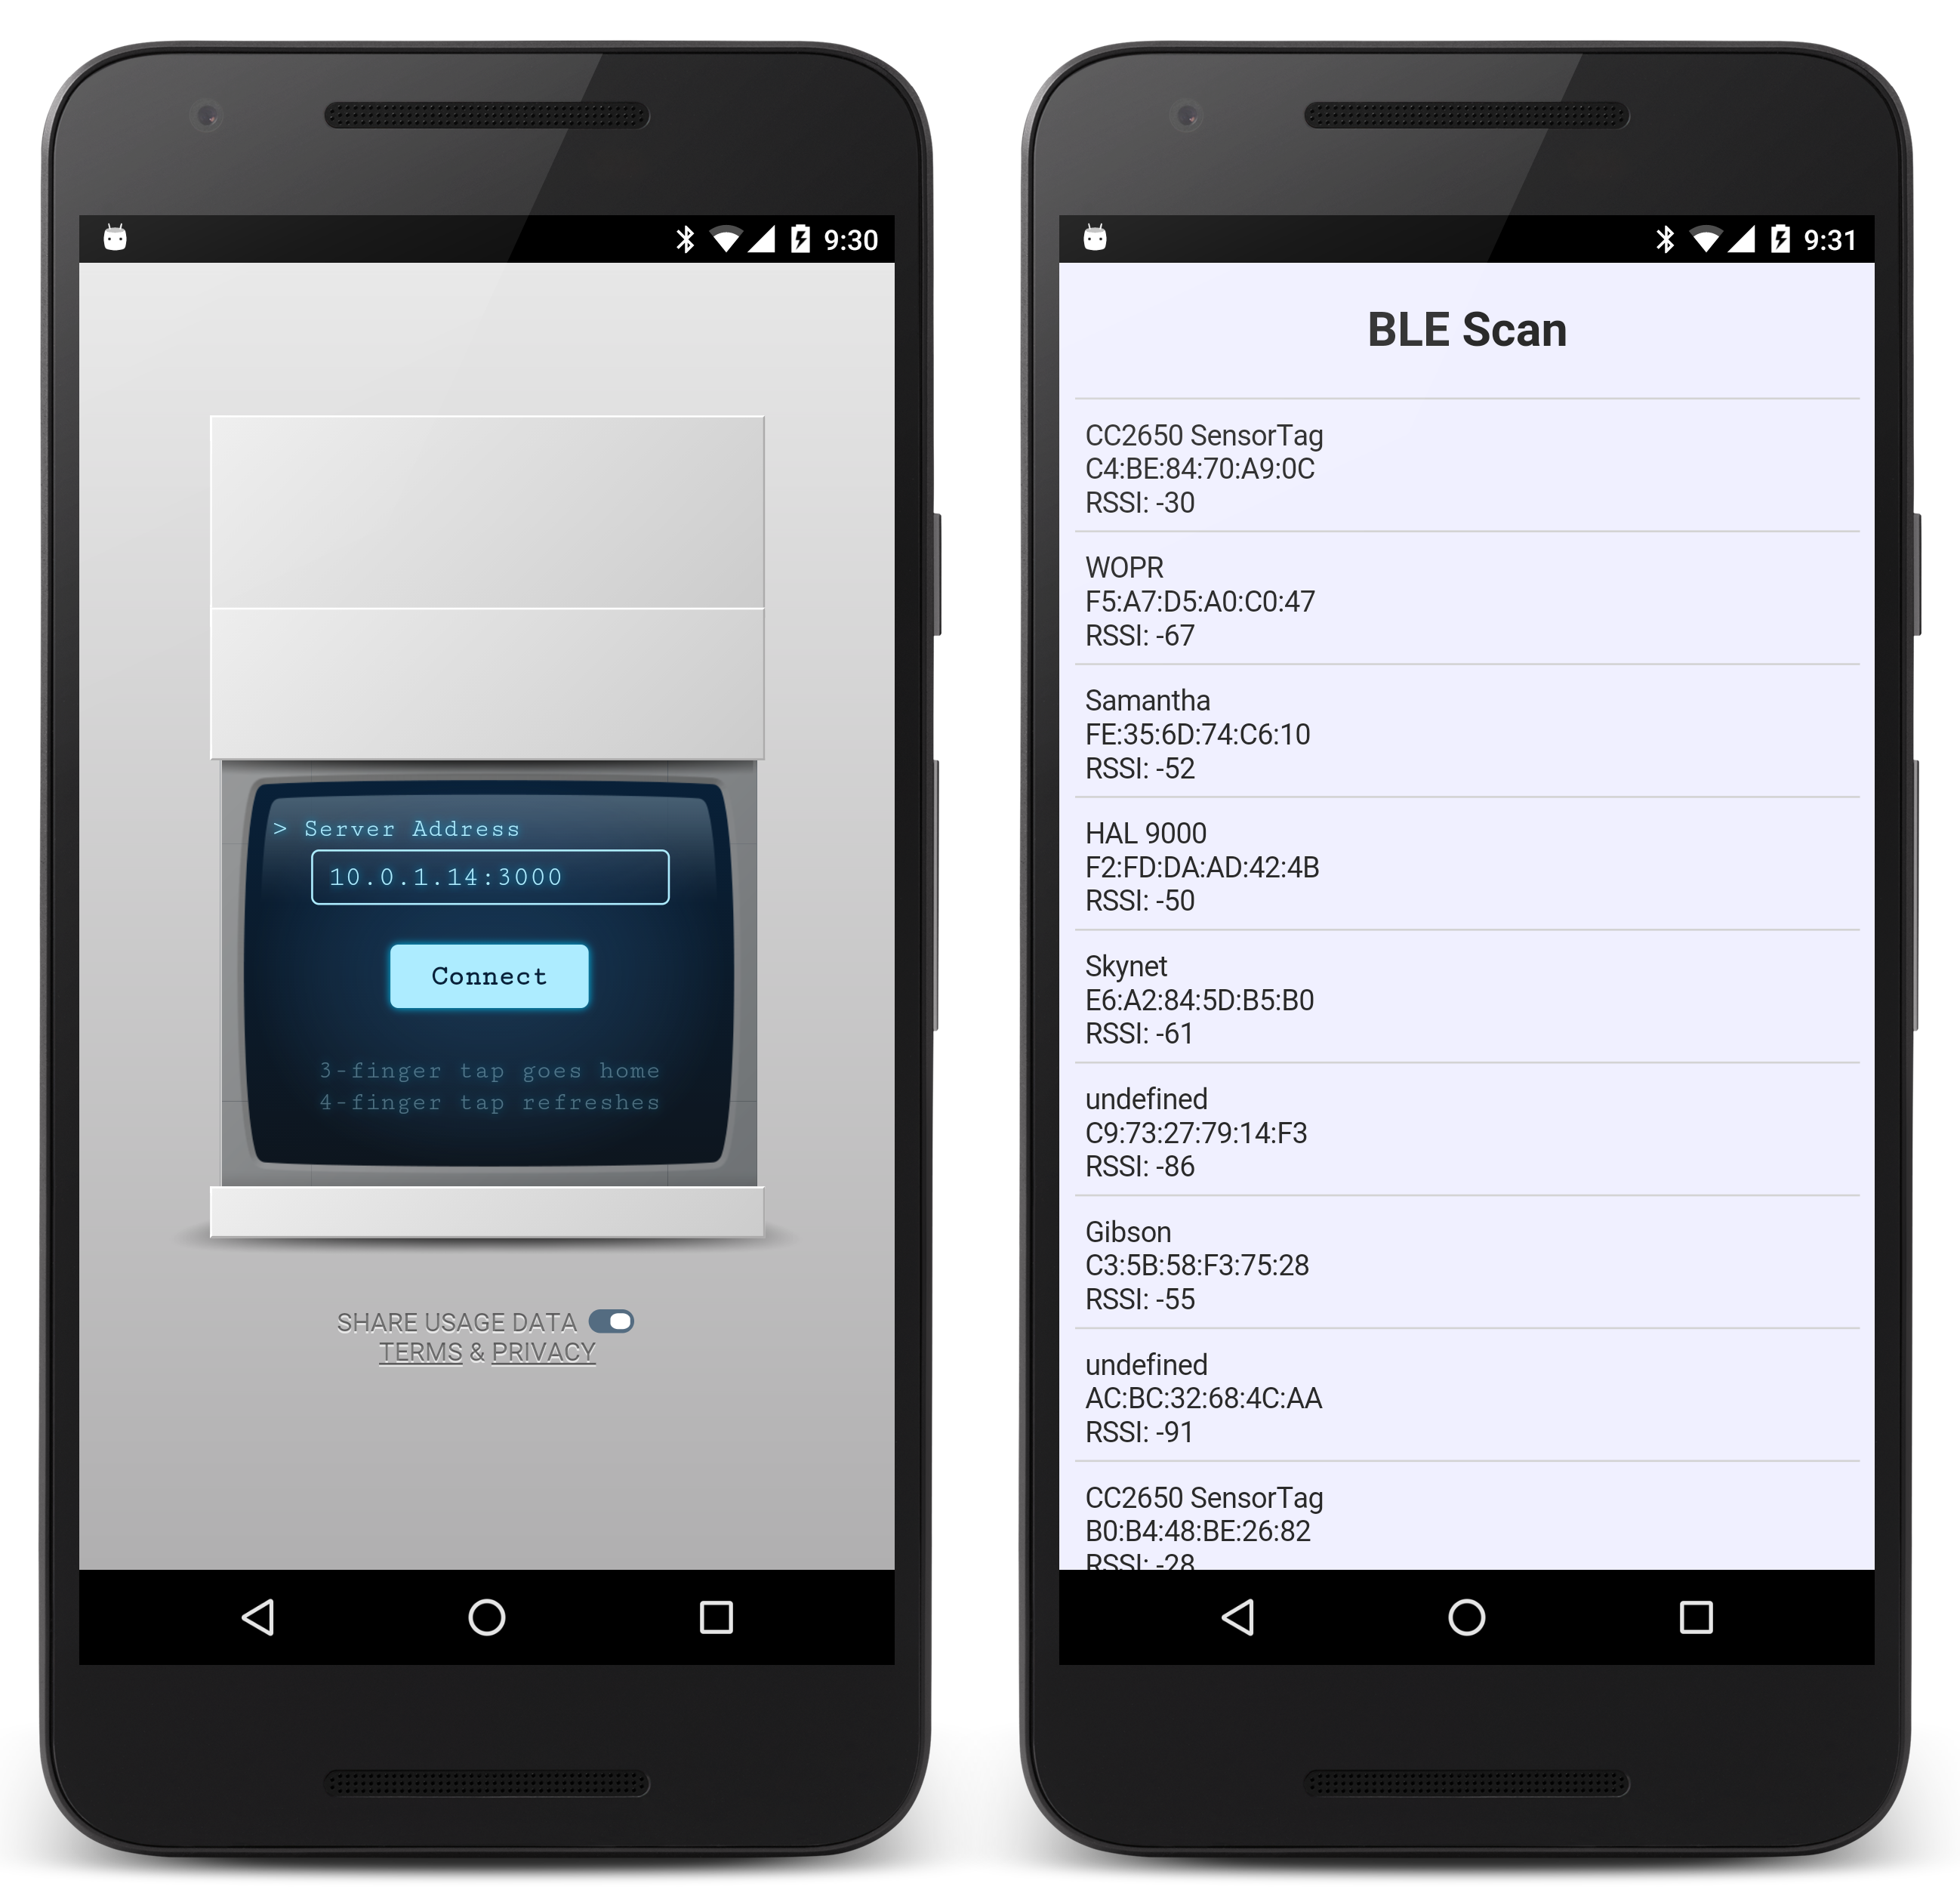 9:30
> Server Address
10.0.1.14:3000
Connect
3-finger tap goes home
4-finger tap refreshes
SHARE USAGE DATA
TERMS & PRIVACY
9:31
BLE Scan
CC2650 SensorTag
C4:BE:84:70:A9:0C
RSSI: -30
WOPR
F5:A7:D5:A0:C0:47
RSSI: -67
Samantha
FE:35:6D:74:C6:10
RSSI: -52
HAL 9000
F2:FD:DA:AD:42:4B
RSSI: -50
Skynet
E6:A2:84:5D:B5:B0
RSSI: -61
undefined
C9:73:27:79:14:F3
RSSI: -86
Gibson
C3:5B:58:F3:75:28
RSSI: -55
undefined
AC:BC:32:68:4C:AA
RSSI: -91
CC2650 SensorTag
B0:B4:48:BE:26:82
RSSI: -28